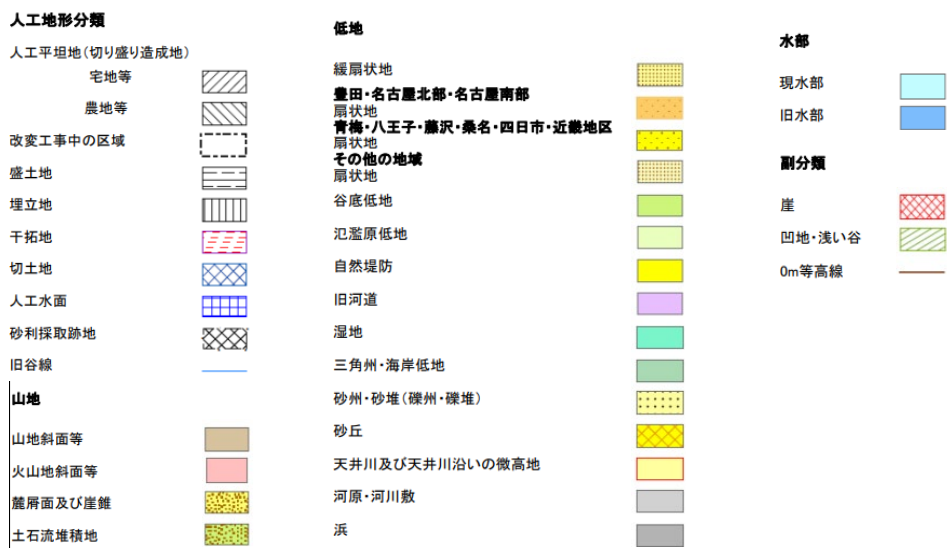 人工地形分類
人工平坦地(切り盛り造成地)
宅地等
農地等
改変工事中の区域
盛土地
埋立地
干拓地
切土地
人工水面
砂利採取跡地
旧谷線
山地
山地斜面等
火山地斜面等
麓屑面及び崖錐
土石流堆積地
低地
緩扇状地
豊田・名古屋北部・名古屋南部
扇状地
青梅・八王子・藤沢・桑名・四日市・近畿地区
扇状地
その他の地域
扇状地
谷底低地
氾濫原低地
自然堤防
旧河道
湿地
三角州・海岸低地
砂州・砂堆(礫州・礫堆)
砂丘
天井川及び天井川沿いの微高地
河原・河川敷
浜
水部
現水部
旧水部
副分類
崖
凹地・浅い谷
0m等高線